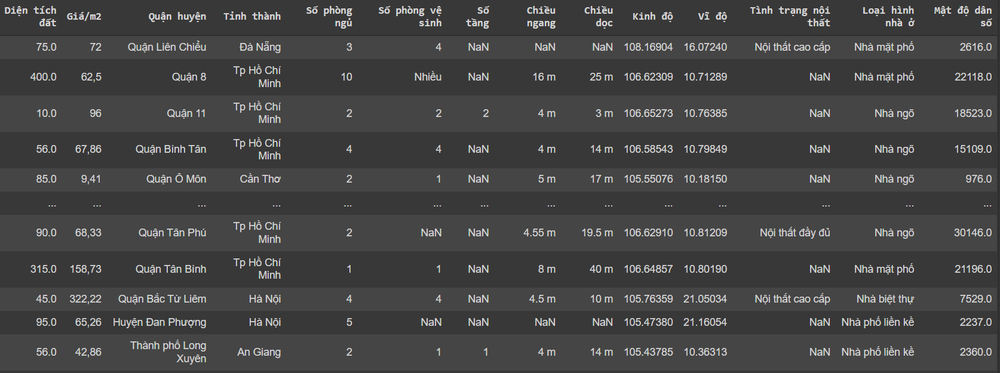 Diện tích đất Giá/m2 Quận huyện Tỉnh thành Số phòng ngủ Số phòng vệ sinh Số tầng Chiều ngang Chiều dọc Kinh độ Vĩ độ Tình trạng nội thất Loại hình nhà ở Mật độ dân số
75.0 72 Quận Liên Chiểu Đà Nẵng 3 4 NaN NaN NaN 108.16904 16.07240 Nội thất cao cấp Nhà mặt phố 2616.0
400.0 62,5 Quận 8 Tp Hồ Chí Minh 10 Nhiều NaN 16 m 25 m 106.62309 10.71289 NaN Nhà mặt phố 22118.0
10.0 96 Quận 11 Tp Hồ Chí Minh 2 2 2 4 m 3 m 106.65273 10.76385 NaN Nhà ngõ 18523.0
56.0 67,86 Quận Bình Tân Tp Hồ Chí Minh 4 4 NaN 4 m 14 m 106.58543 10.79849 NaN Nhà ngõ 15109.0
85.0 9,41 Quận Ô Môn Cần Thơ 2 1 NaN 5 m 17 m 105.55076 10.18150 NaN Nhà ngõ 976.0
... ... ... ... ... ... ... ... ... ... ... ... ... ...
90.0 68,33 Quận Tân Phú Tp Hồ Chí Minh 2 NaN NaN 4.55 m 19.5 m 106.62910 10.81209 Nội thất đầy đủ Nhà ngõ 30146.0
315.0 158,73 Quận Tân Bình Tp Hồ Chí Minh 1 1 NaN 8 m 40 m 106.64857 10.80190 NaN Nhà mặt phố 21196.0
45.0 322,22 Quận Bắc Từ Liêm Hà Nội 4 4 NaN 4.5 m 10 m 105.76359 21.05034 Nội thất cao cấp Nhà biệt thự 7529.0
95.0 65,26 Huyện Đan Phượng Hà Nội 5 NaN NaN NaN NaN 105.47380 21.16054 NaN Nhà phố liền kề 2237.0
56.0 42,86 Thành phố Long Xuyên An Giang 2 1 1 4 m 14 m 105.43785 10.36313 NaN Nhà phố liền kề 2360.0